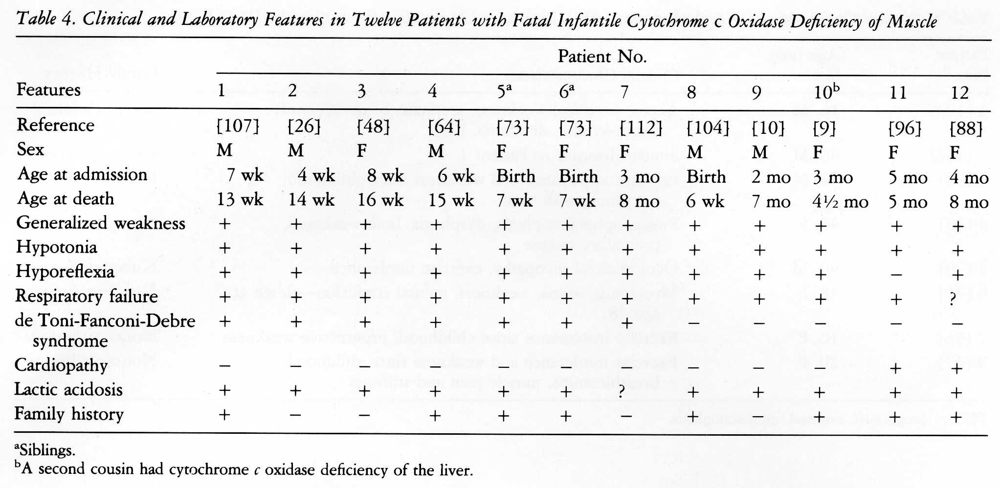 Table 4. Clinical and Laboratory Features in Twelve Patients with Fatal Infantile Cytochrome c Oxidase Deficiency of Muscle
Patient No.
Features 1 2 3 4 5a 6a 7 8 9 10b 11 12
Reference [107] [26] [48] [64] [73] [73] [112] [104] [10] [9] [96] [88]
Sex M M F M F F F M M F F F
Age at admission 7 wk 4 wk 8 wk 6 wk Birth Birth 3 mo Birth 2 mo 3 mo 5 mo 4 mo
Age at death 13 wk 14 wk 16 wk 15 wk 7 wk 7 wk 8 mo 6 wk 7 mo 4½ mo 5 mo 8 mo
Generalized weakness + + + + + + + + + + + +
Hypotonia + + + + + + + + + + + +
Hyporeflexia + + + + + + + + + + − +
Respiratory failure + + + + + + + + + + + ?
de Toni-Fanconi-Debre + + + + + + + − − − − −
syndrome
Cardiopathy − − − − − − − − − − + +
Lactic acidosis + + + + + + ? + + + + +
Family history + − − + + + − + − + + +
aSiblings.
bA second cousin had cytochrome c oxidase deficiency of the liver.